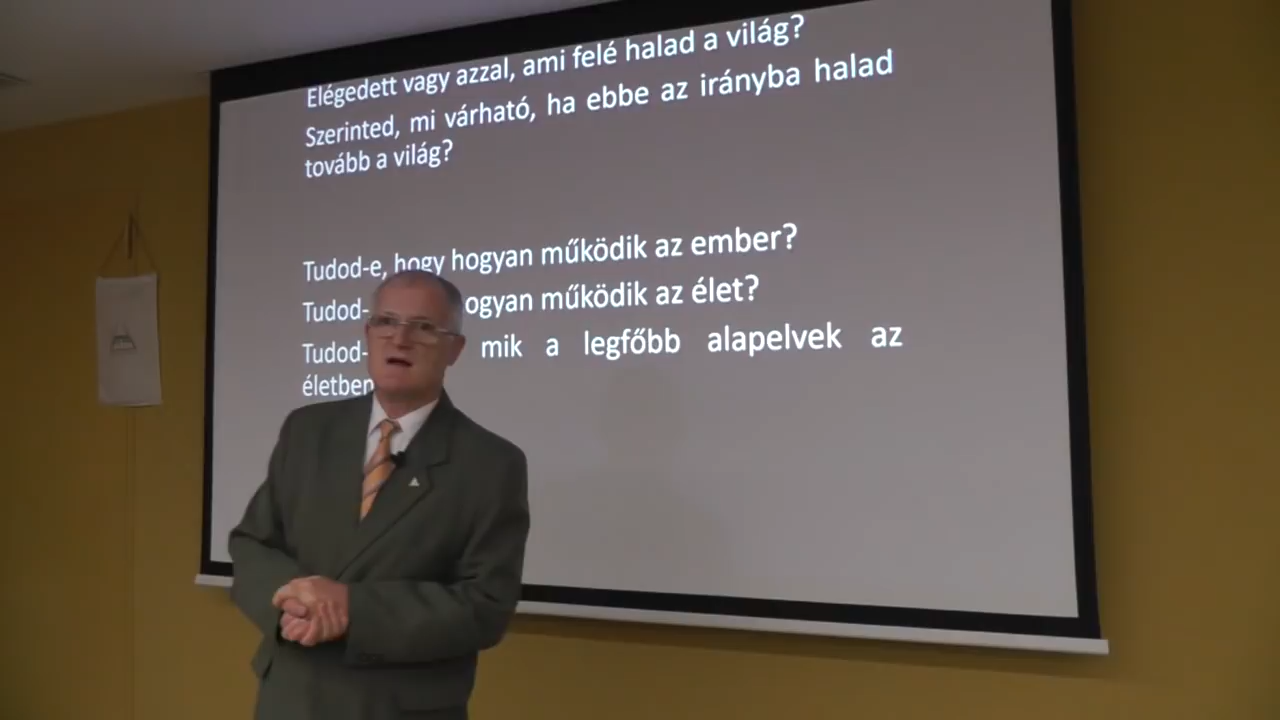 Elégedett vagy azzal, ami felé halad a világ?
Szerinted, mi várható, ha ebbe az irányba halad
tovább a világ?
Tudod-e, hogy hogyan működik az ember?
Tudod- ogyan működik az élet?
Tudod- mik a legfőbb alapelvek az
életben